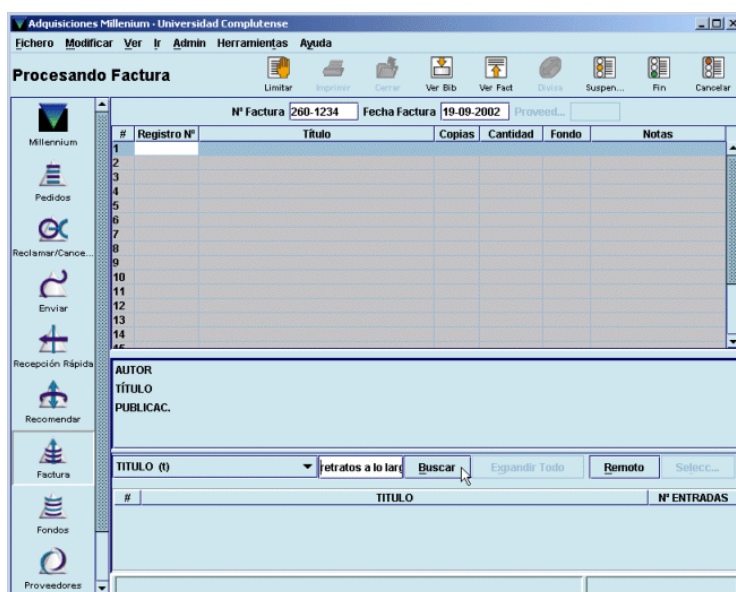 Adquisiciones Millenium - Universidad Complutense
Fichero Modificar Ver Ir Admin Herramientas Ayuda
Procesando Factura
Limitar Imprimir Cerrar Ver Bib Ver Fact Divisa Suspen... Fin Cancelar
Nº Factura 260-1234 Fecha Factura 19-09-2002 Proveed...
# Registro Nº Título Copias Cantidad Fondo Notas
1
2
3
4
5
6
7
8
9
10
11
12
13
14
15
Millennium
Pedidos
Reclamar/Cance...
Enviar
Recepción Rápida
Recomendar
Factura
Fondos
Proveedores
AUTOR
TÍTULO
PUBLICAC.
TITULO (t) retratos a lo larg Buscar Expandir Todo Remoto Selecc...
# TITULO Nº ENTRADAS